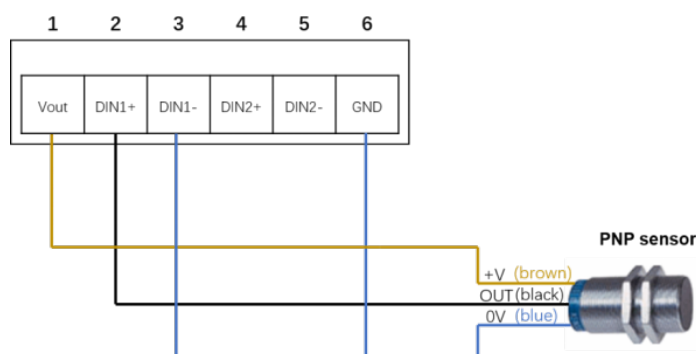 1 2 3 4 5 6
Vout DIN1+ DIN1- DIN2+ DIN2- GND
PNP sensor
+V (brown)
OUT(black)
0V (blue)